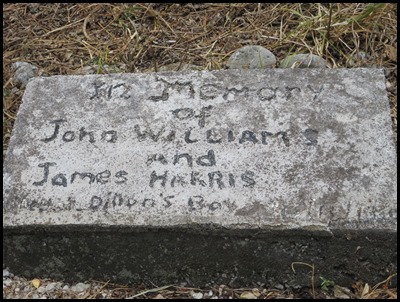 In Memory
of
John WILLIAMS
and
James HARRIS
Dillon's Bay